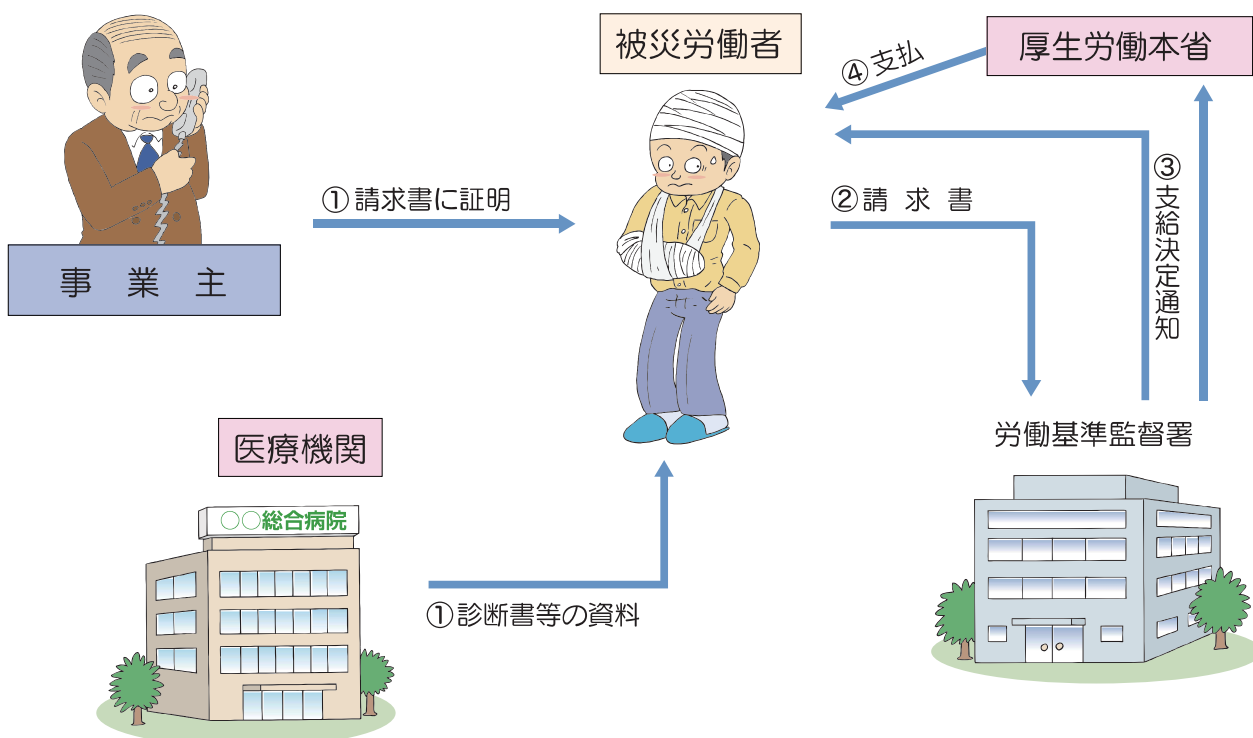 被災労働者
厚生労働本省
④支払
①請求書に証明
②請求書
③支給決定通知
事業主
医療機関
○○総合病院
労働基準監督署
①診断書等の資料